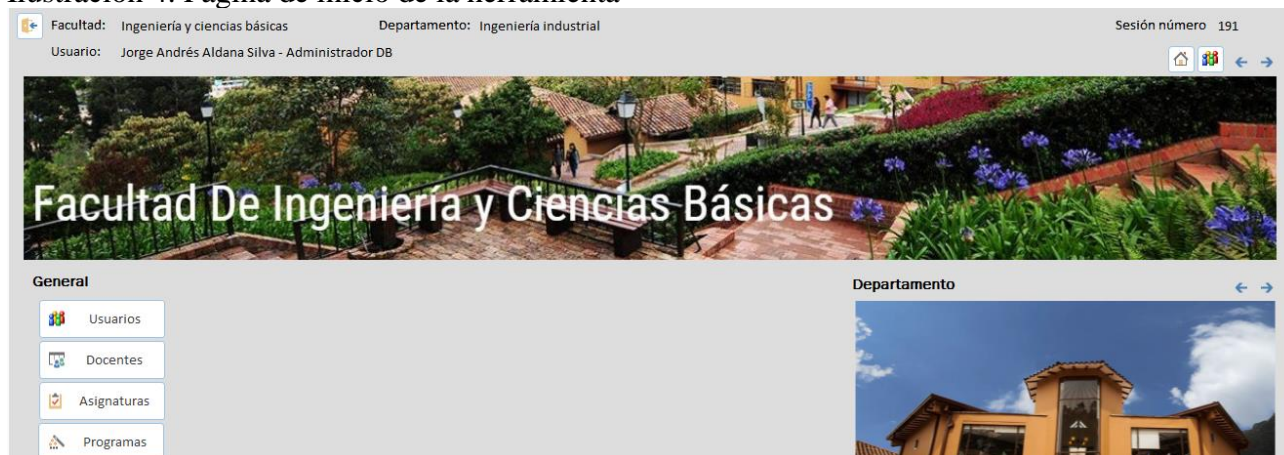 Ilustración 4. Página de inicio de la herramienta
Facultad: Ingeniería y ciencias básicas Departamento: Ingeniería industrial Sesión número 191
Usuario: Jorge Andrés Aldana Silva - Administrador DB
Facultad De Ingeniería y Ciencias Básicas
General
Departamento
Usuarios
Docentes
Asignaturas
Programas